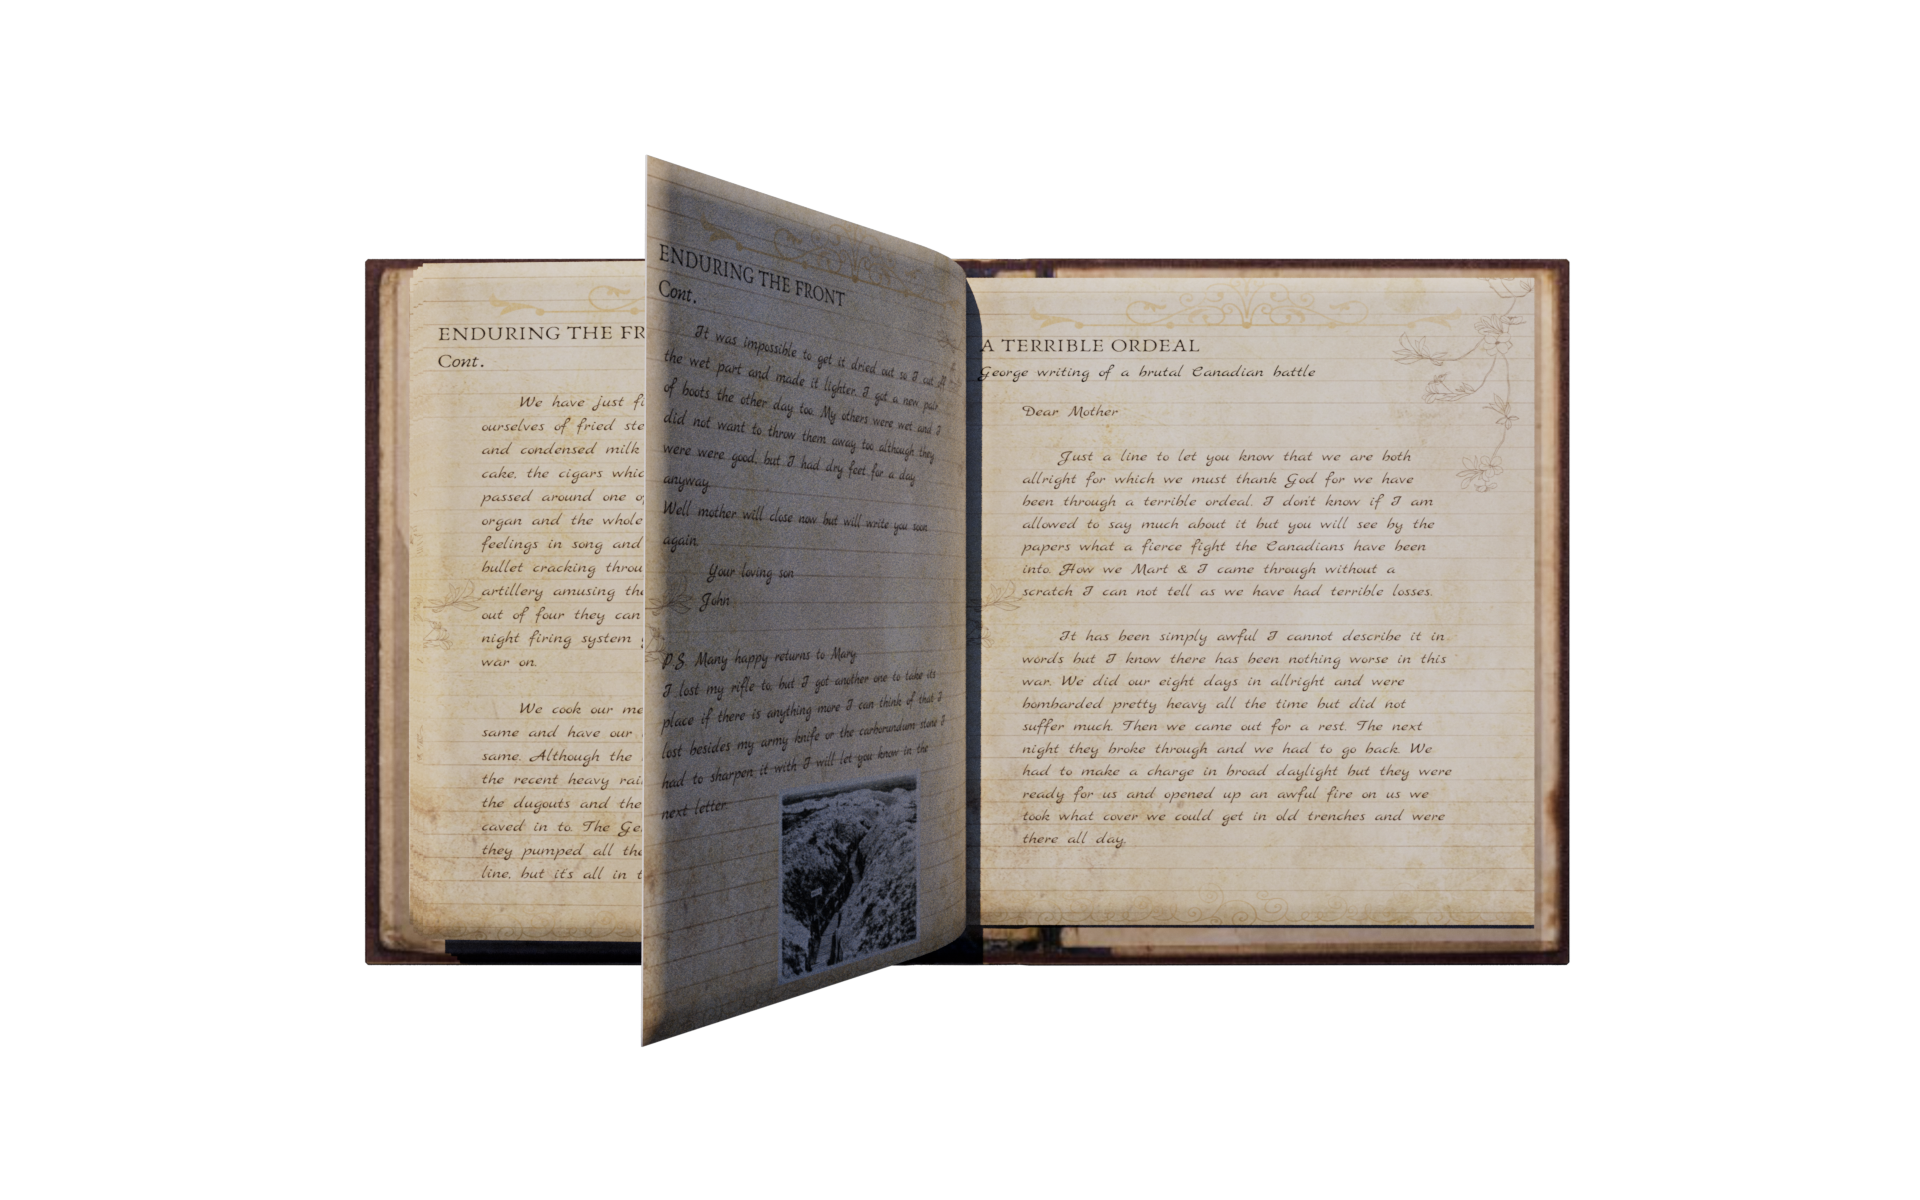 ENDURING THE FR
Cont.
We have just fi
ourselves of fried ste
and condensed milk
cake, the cigars whic
passed around one o
organ and the whole
feelings in song and
bullet cracking throu
artillery amusing the
out of four they can
night firing system
war on.
We cook our me
same and have our
same. Although the
the recent heavy rai
the dugouts and the
caved in to. The Ge
they pumped all the
line, but it's all in t
ENDURING THE FRONT
Cont.
It was impossible to get it dried out so I cut off
the wet part and made it lighter. I got a new pair
of boots the other day too. My others were wet and I
did not want to throw them away too although they
were were good, but I had dry feet for a day
anyway.
Well mother will close now but will write you soon
again.
Your loving son
John
P.S. Many happy returns to Mary.
I lost my rifle to, but I got another one to take its
place if there is anything more I can think of that I
lost besides my army knife or the carborundum stone I
had to sharpen it with I will let you know in the
next letter.
A TERRIBLE ORDEAL
George writing of a brutal Canadian battle
Dear Mother
Just a line to let you know that we are both
allright for which we must thank God for we have
been through a terrible ordeal. I don't know if I am
allowed to say much about it but you will see by the
papers what a fierce fight the Canadians have been
into. How we Mart & I came through without a
scratch I can not tell as we have had terrible losses.
It has been simply awful I cannot describe it in
words but I know there has been nothing worse in this
war. We did our eight days in allright and were
bombarded pretty heavy all the time but did not
suffer much. Then we came out for a rest. The next
night they broke through and we had to go back. We
had to make a charge in broad daylight but they were
ready for us and opened up an awful fire on us we
took what cover we could get in old trenches and were
there all day.